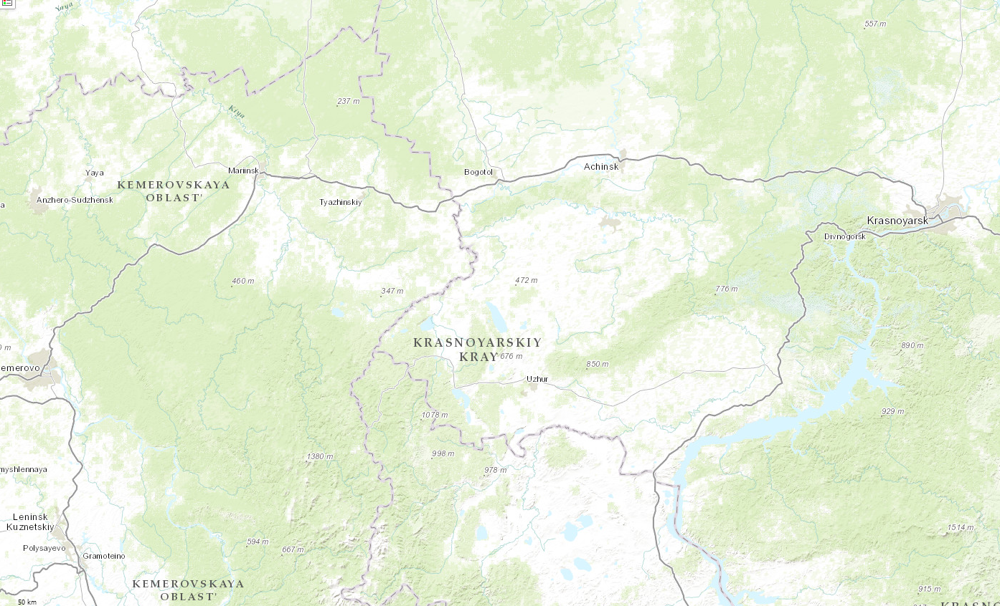 Yaya
557 m
237 m
Kiya
Mariinsk
Yaya
KEMEROVSKAYA
OBLAST'
Bogotol
Achinsk
Anzhero-Sudzhensk
a
Tyazhinskiy
Krasnoyarsk
Divnogorsk
460 m
347 m
472 m
776 m
KRASNOYARSKIY
KRAY
676 m
0 m
890 m
emerovo
850 m
Uzhur
1078 m
929 m
998 m
1380 m
978 m
myshlennaya
Leninsk
Kuznetskiy
1514 m
Polysayevo
594 m
667 m
Gramoteino
KEMEROVSKAYA
OBLAST'
915 m
50 km